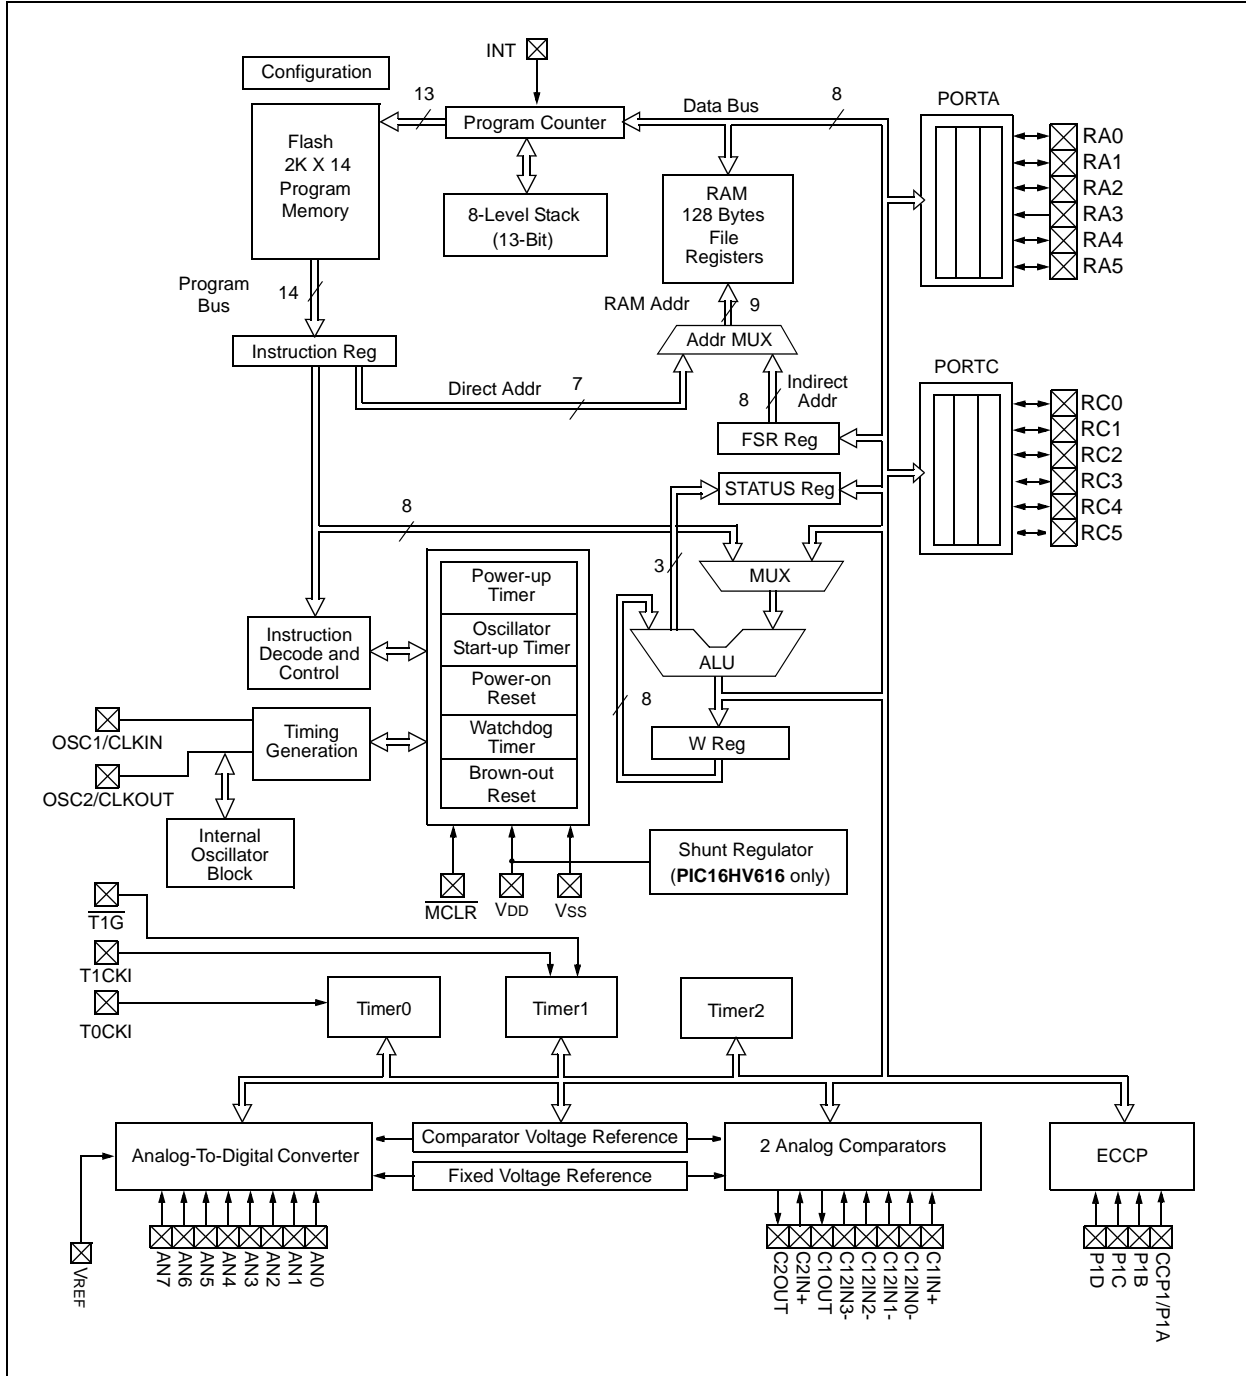 INT
Configuration
13
Program Counter
Data Bus
8
PORTA
Flash
2K X 14
Program
Memory
8-Level Stack
(13-Bit)
RAM
128 Bytes
File
Registers
RA0
RA1
RA2
RA3
RA4
RA5
Program
Bus
14
RAM Addr
9
Addr MUX
Instruction Reg
Direct Addr
7
8
Indirect
Addr
FSR Reg
STATUS Reg
PORTC
RC0
RC1
RC2
RC3
RC4
RC5
8
3
MUX
Power-up
Timer
Oscillator
Start-up Timer
Power-on
Reset
Watchdog
Timer
Brown-out
Reset
Instruction
Decode and
Control
ALU
8
W Reg
OSC1/CLKIN
Timing
Generation
OSC2/CLKOUT
Internal
Oscillator
Block
Shunt Regulator
(PIC16HV616 only)
MCLR
VDD
VSS
T1G
T1CKI
T0CKI
Timer0
Timer1
Timer2
Analog-To-Digital Converter
Comparator Voltage Reference
Fixed Voltage Reference
2 Analog Comparators
ECCP
VREF
AN7
AN6
AN5
AN4
AN3
AN2
AN1
AN0
C2OUT
C2IN+
C1OUT
C12IN3-
C12IN2-
C12IN1-
C12IN0-
C1IN+
P1D
P1C
P1B
CCP1/P1A